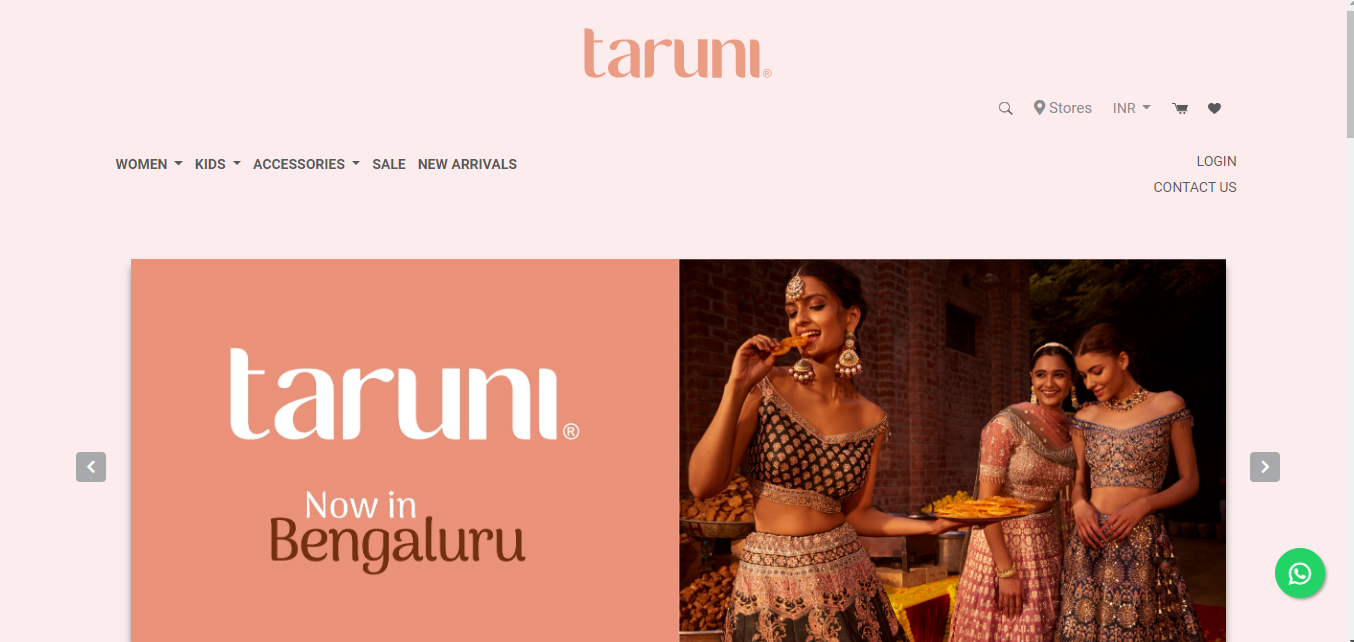 taruni®
Stores INR
WOMEN KIDS ACCESSORIES SALE NEW ARRIVALS
LOGIN
CONTACT US
taruni®
Now in
Bengaluru